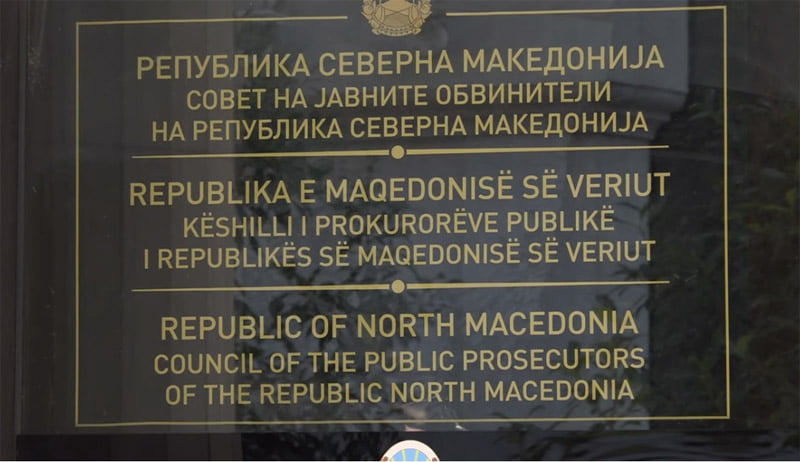 РЕПУБЛИКА СЕВЕРНА МАКЕДОНИЈА
СОВЕТ НА ЈАВНИТЕ ОБВИНИТЕЛИ
НА РЕПУБЛИКА СЕВЕРНА МАКЕДОНИЈА
REPUBLIKA E MAQEDONISË SË VERIUT
KËSHILLI I PROKURORËVE PUBLIKË
I REPUBLIKËS SË MAQEDONISË SË VERIUT
REPUBLIC OF NORTH MACEDONIA
COUNCIL OF THE PUBLIC PROSECUTORS
OF THE REPUBLIC NORTH MACEDONIA